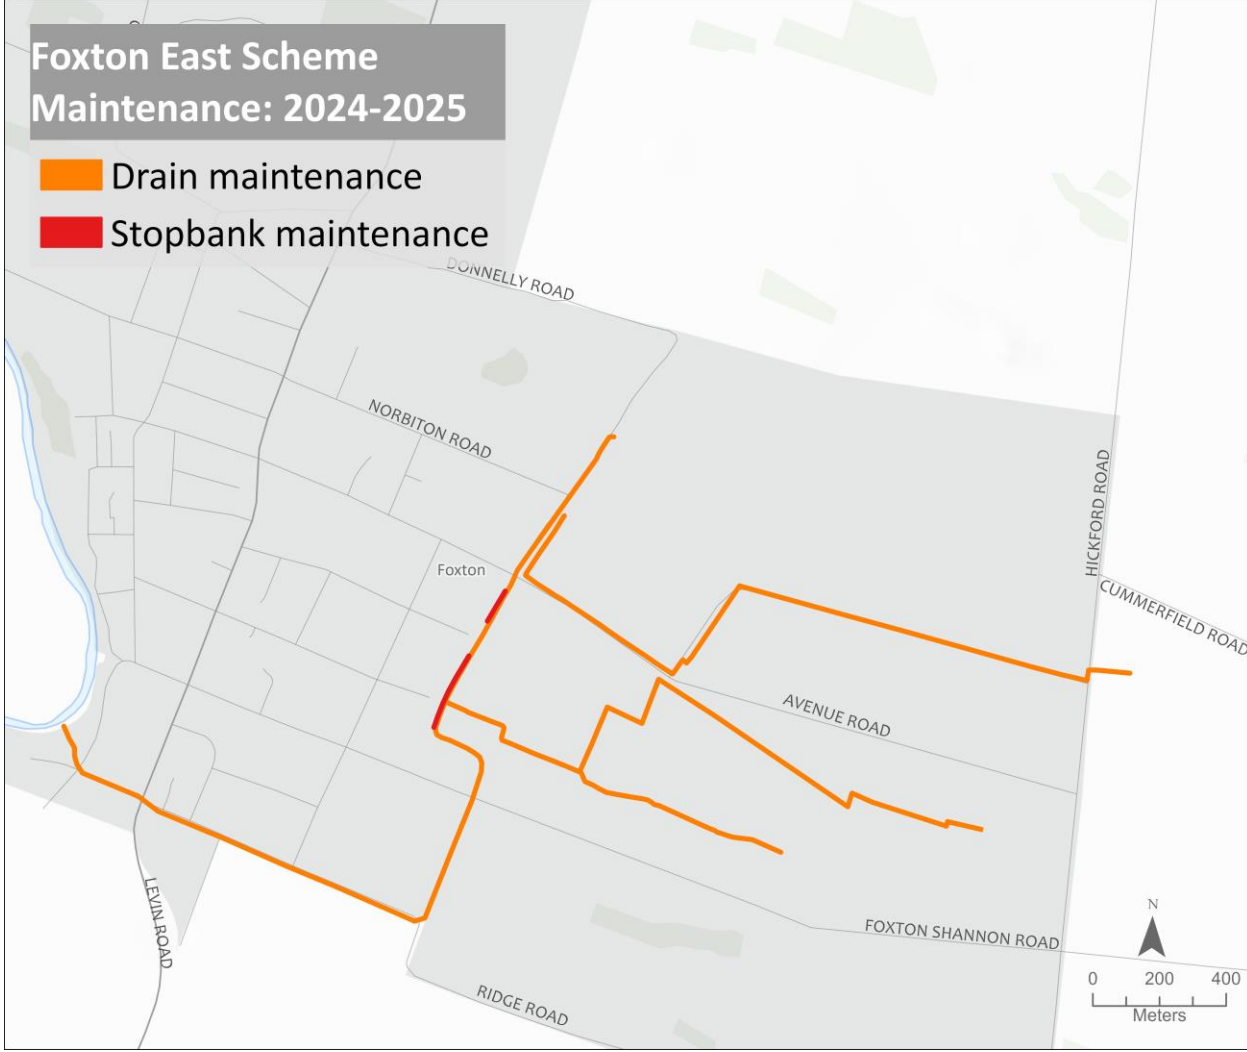 Foxton East Scheme
Maintenance: 2024-2025
Drain maintenance
Stopbank maintenance
DONNELLY ROAD
NORBITON ROAD
HICKFORD ROAD
Foxton
CUMMERFIELD ROAD
AVENUE ROAD
LEVIN ROAD
FOXTON SHANNON ROAD
RIDGE ROAD
N
0 200 400
Meters